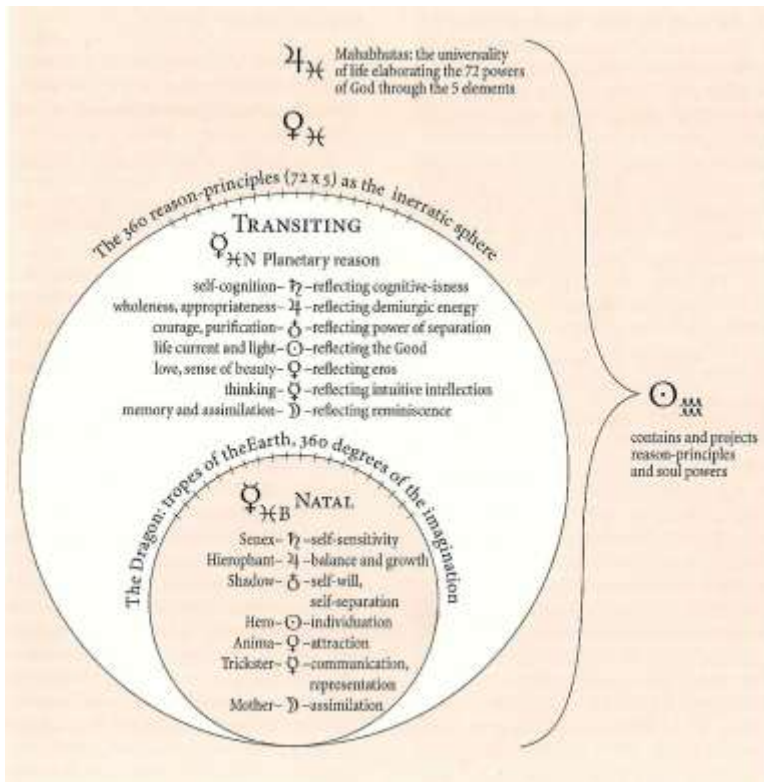 ♃♓ Mahabhutas: the universality
of life elaborating the 72 powers
of God through the 5 elements
♀♓
The 360 reason-principles (72 x 5) as the inerratic sphere
TRANSITING
☿♓N Planetary reason
self-cognition–♄–reflecting cognitive-isness
wholeness, appropriateness–♃–reflecting demiurgic energy
courage, purification–♁–reflecting power of separation
life current and light–☉–reflecting the Good
love, sense of beauty–♀–reflecting eros
thinking–☿–reflecting intuitive intellection
memory and assimilation–☽–reflecting reminiscence
The Dragon: tropes of theEarth, 360 degrees of the imagination
☿♓B NATAL
Senex–♄–self-sensitivity
Hierophant–♃–balance and growth
Shadow–♁–self-will,
self-separation
Hero–☉–individuation
Anima–♀–attraction
Trickster–☿–communication,
representation
Mother–☽–assimilation
☉♒
contains and projects
reason-principles
and soul powers